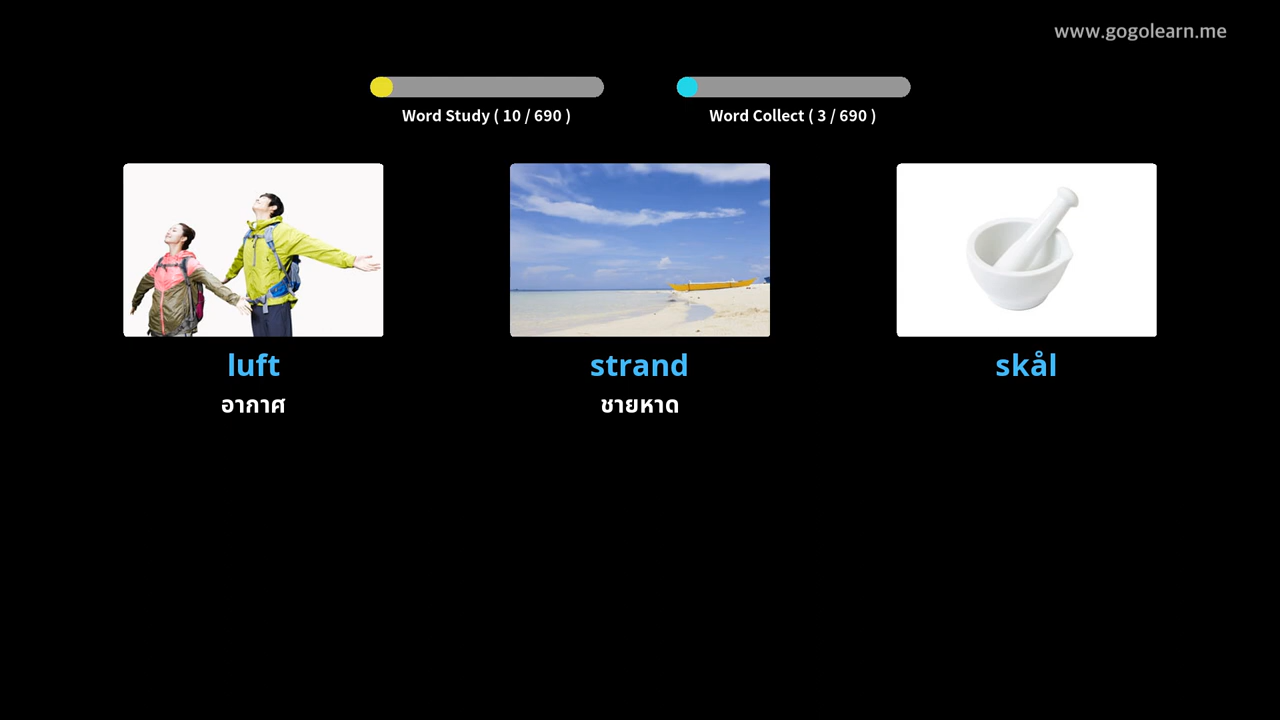 www.gogolearn.me
Word Study ( 10 / 690 )
Word Collect ( 3 / 690 )
luft
อากาศ
strand
ชายหาด
skål